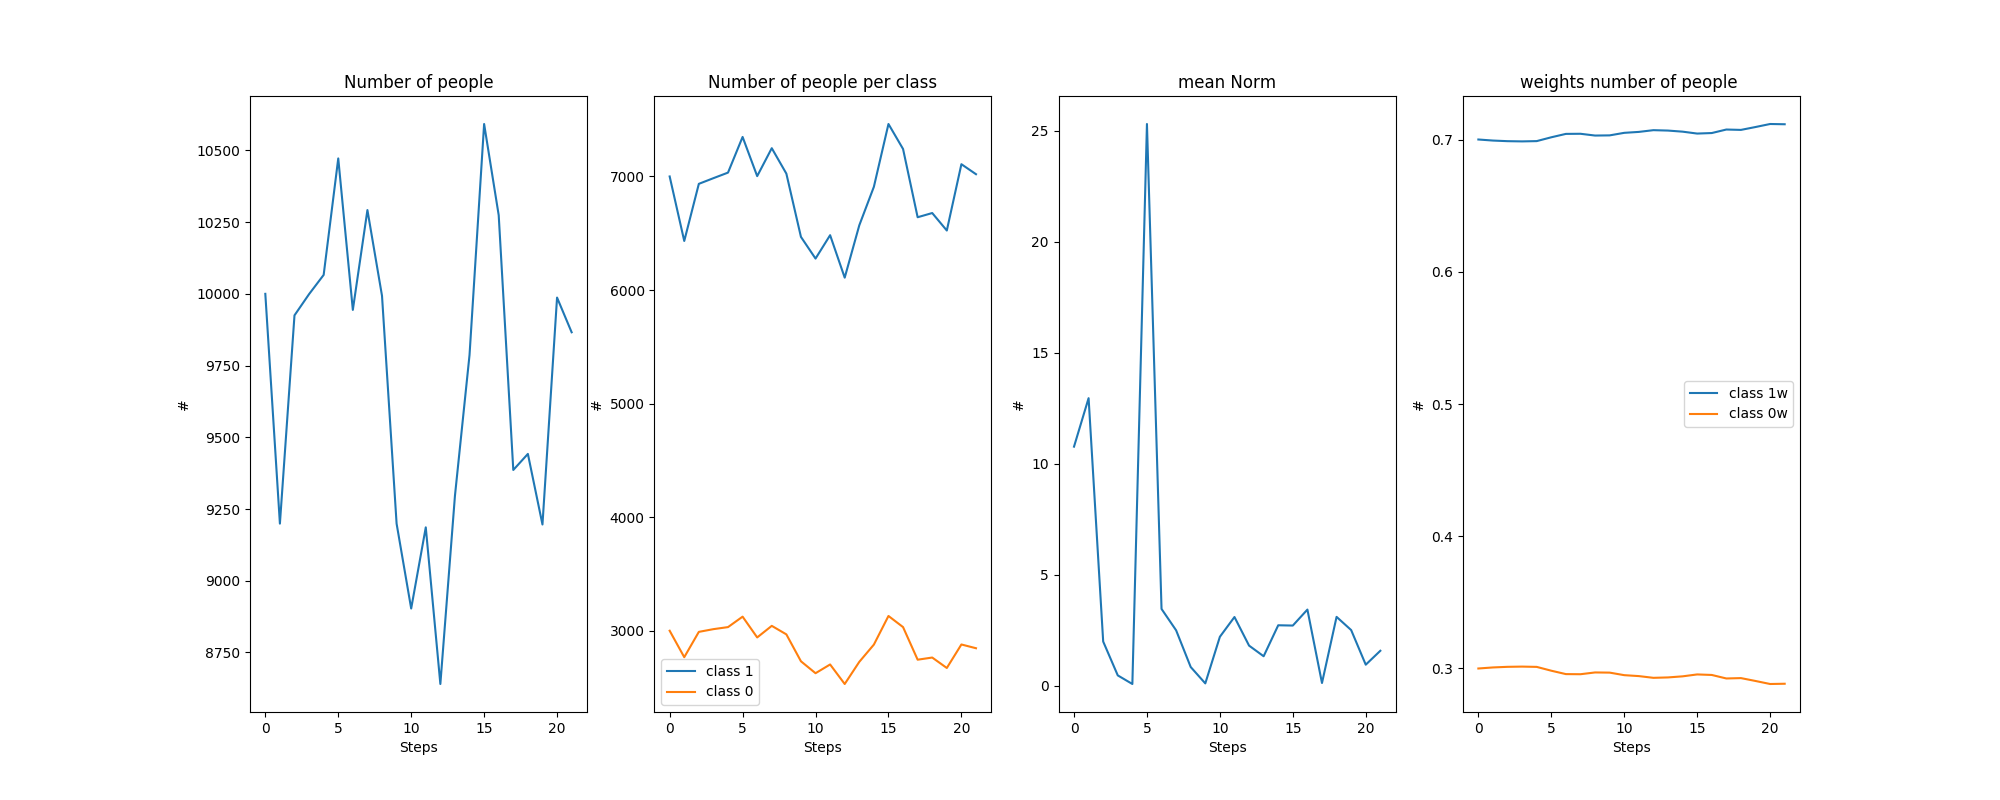 Number of people
10500
10250
10000
9750
9500
9250
9000
8750
#
0 5 10 15 20
Steps
Number of people per class
7000
6000
5000
4000
3000
#
class 1
class 0
0 5 10 15 20
Steps
mean Norm
25
20
15
10
5
0
#
0 5 10 15 20
Steps
weights number of people
0.7
0.6
0.5
0.4
0.3
#
class 1w
class 0w
0 5 10 15 20
Steps